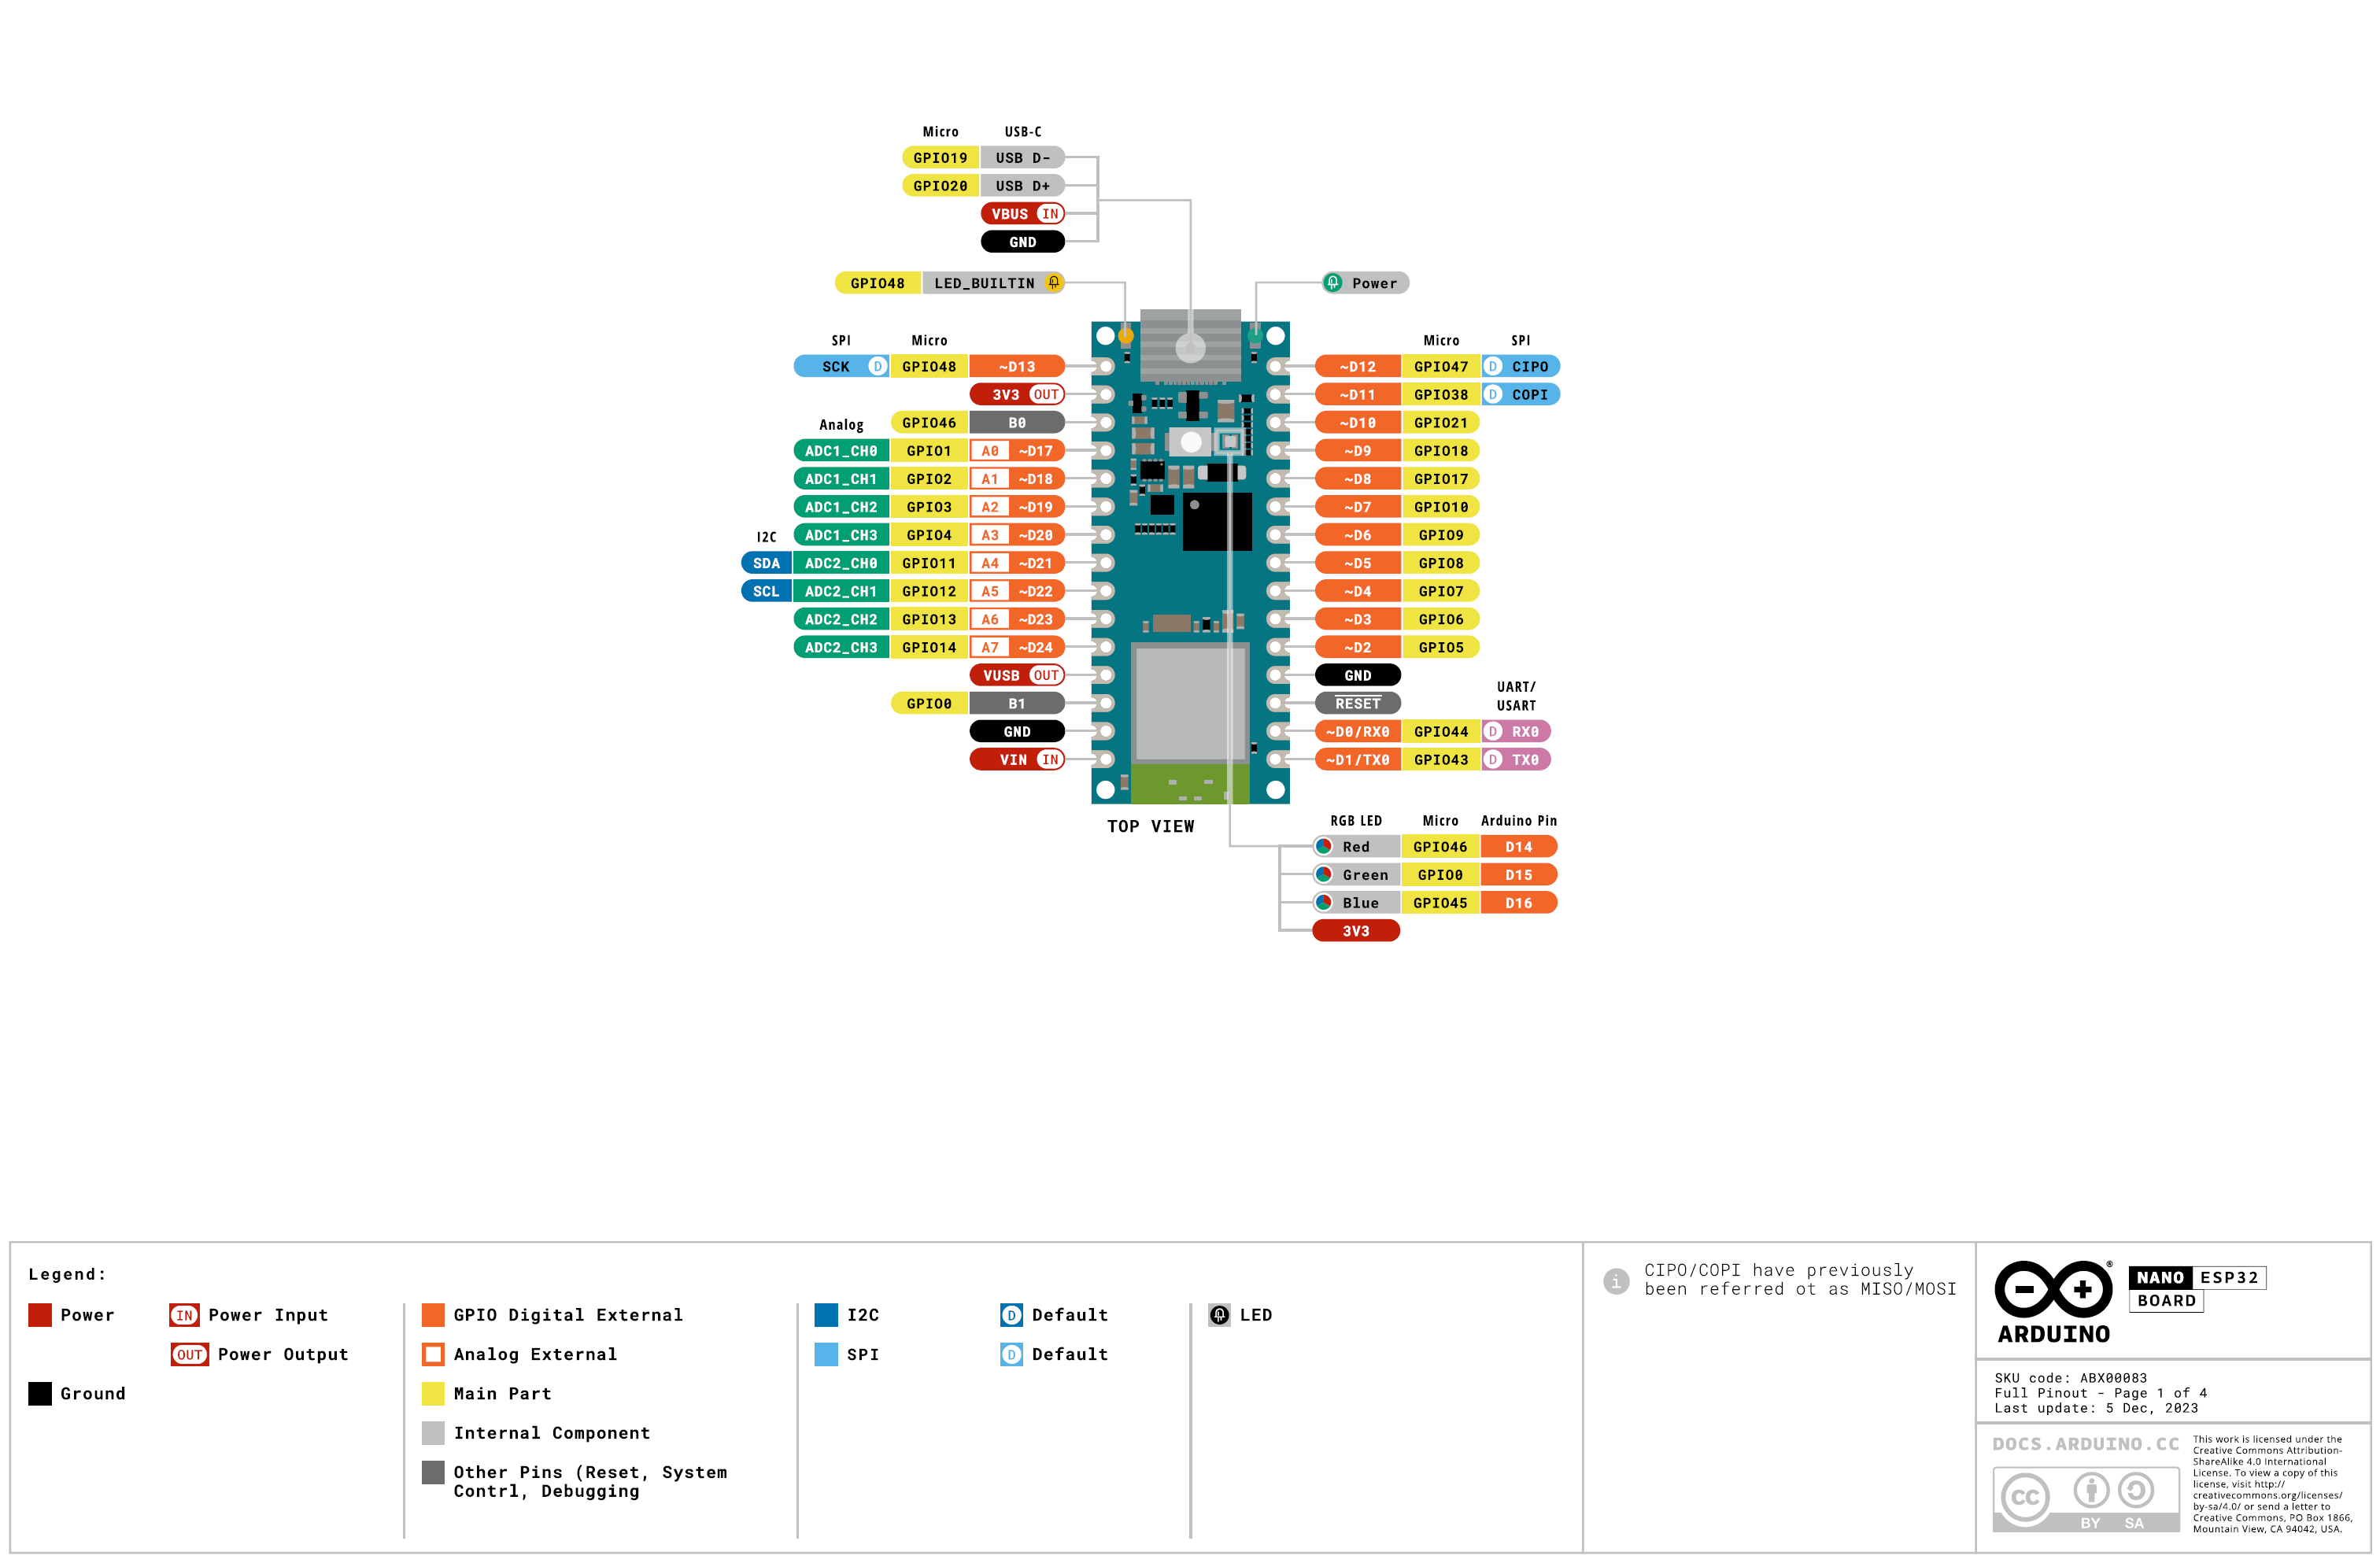 Micro USB-C
GPIO19 USB D-
GPIO20 USB D+
VBUS IN
GND
GPIO48 LED_BUILTIN
Power
SPI Micro
SCK D GPIO48 ~D13
3V3 OUT
GPIO46 B0
Analog
ADC1_CH0 GPIO1 A0 ~D17
ADC1_CH1 GPIO2 A1 ~D18
ADC1_CH2 GPIO3 A2 ~D19
I2C
ADC1_CH3 GPIO4 A3 ~D20
SDA ADC2_CH0 GPIO11 A4 ~D21
SCL ADC2_CH1 GPIO12 A5 ~D22
ADC2_CH2 GPIO13 A6 ~D23
ADC2_CH3 GPIO14 A7 ~D24
VUSB OUT
GPIO0 B1
GND
VIN IN
Micro SPI
~D12 GPIO47 D CIPO
~D11 GPIO38 D COPI
~D10 GPIO21
~D9 GPIO18
~D8 GPIO17
~D7 GPIO10
~D6 GPIO9
~D5 GPIO8
~D4 GPIO7
~D3 GPIO6
~D2 GPIO5
GND
UART/
USART
RESET
~D0/RX0 GPIO44 D RX0
~D1/TX0 GPIO43 D TX0
TOP VIEW
RGB LED Micro Arduino Pin
Red GPIO46 D14
Green GPIO0 D15
Blue GPIO45 D16
3V3
Legend:
Power
IN Power Input
OUT Power Output
Ground
GPIO Digital External
Analog External
Main Part
Internal Component
Other Pins (Reset, System
Contrl, Debugging
I2C
D Default
SPI
D Default
LED
i CIPO/COPI have previously
been referred ot as MISO/MOSI
®
ARDUINO
NANO ESP32
BOARD
SKU code: ABX00083
Full Pinout - Page 1 of 4
Last update: 5 Dec, 2023
DOCS.ARDUINO.CC
cc
BY SA
This work is licensed under the
Creative Commons Attribution-
ShareAlike 4.0 International
License. To view a copy of this
license, visit http://
creativecommons.org/licenses/
by-sa/4.0/ or send a letter to
Creative Commons, PO Box 1866,
Mountain View, CA 94042, USA.